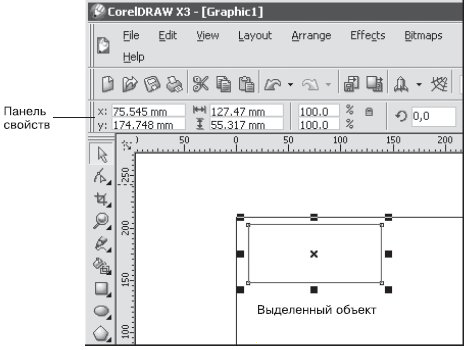 CorelDRAW X3 - [Graphic1]
File Edit View Layout Arrange Effects Bitmaps
Help
Панель свойств
x: 75.545 mm 127.47 mm 100.0 % 0,0
y: 174.748 mm 55.317 mm 100.0 %
50 0 50 100 150 200
250
200
150
100
Выделенный объект